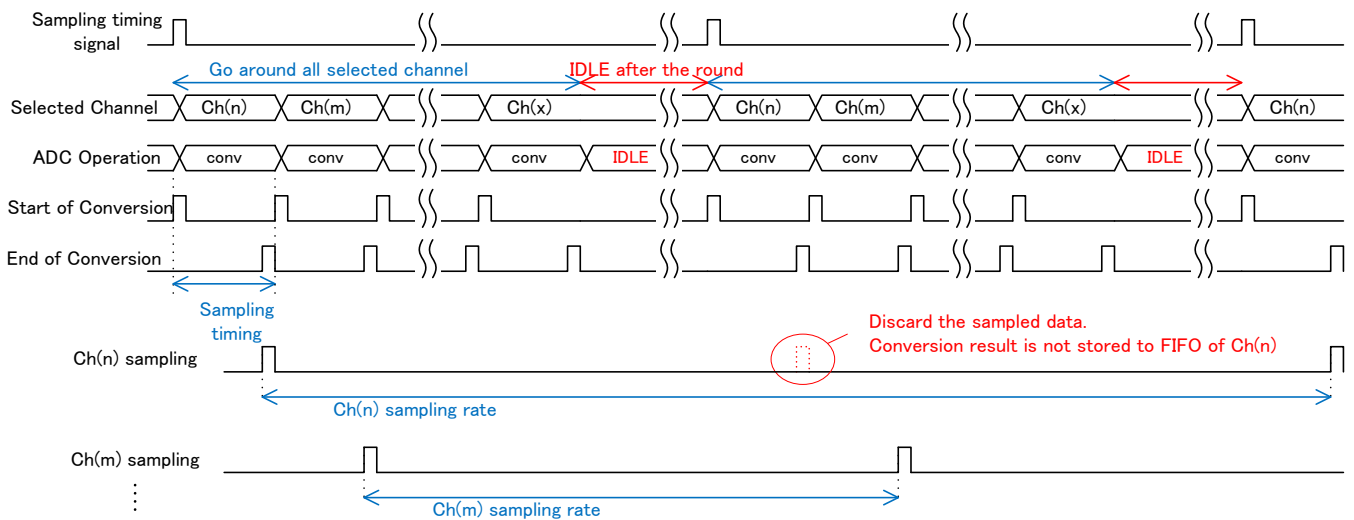 Sampling timing
signal
Go around all selected channel
IDLE after the round
Selected Channel
Ch(n)
Ch(m)
Ch(x)
Ch(n)
Ch(m)
Ch(x)
Ch(n)
ADC Operation
conv
conv
conv
IDLE
conv
conv
conv
IDLE
conv
Start of Conversion
End of Conversion
Sampling
timing
Discard the sampled data.
Conversion result is not stored to FIFO of Ch(n)
Ch(n) sampling
Ch(n) sampling rate
Ch(m) sampling
Ch(m) sampling rate